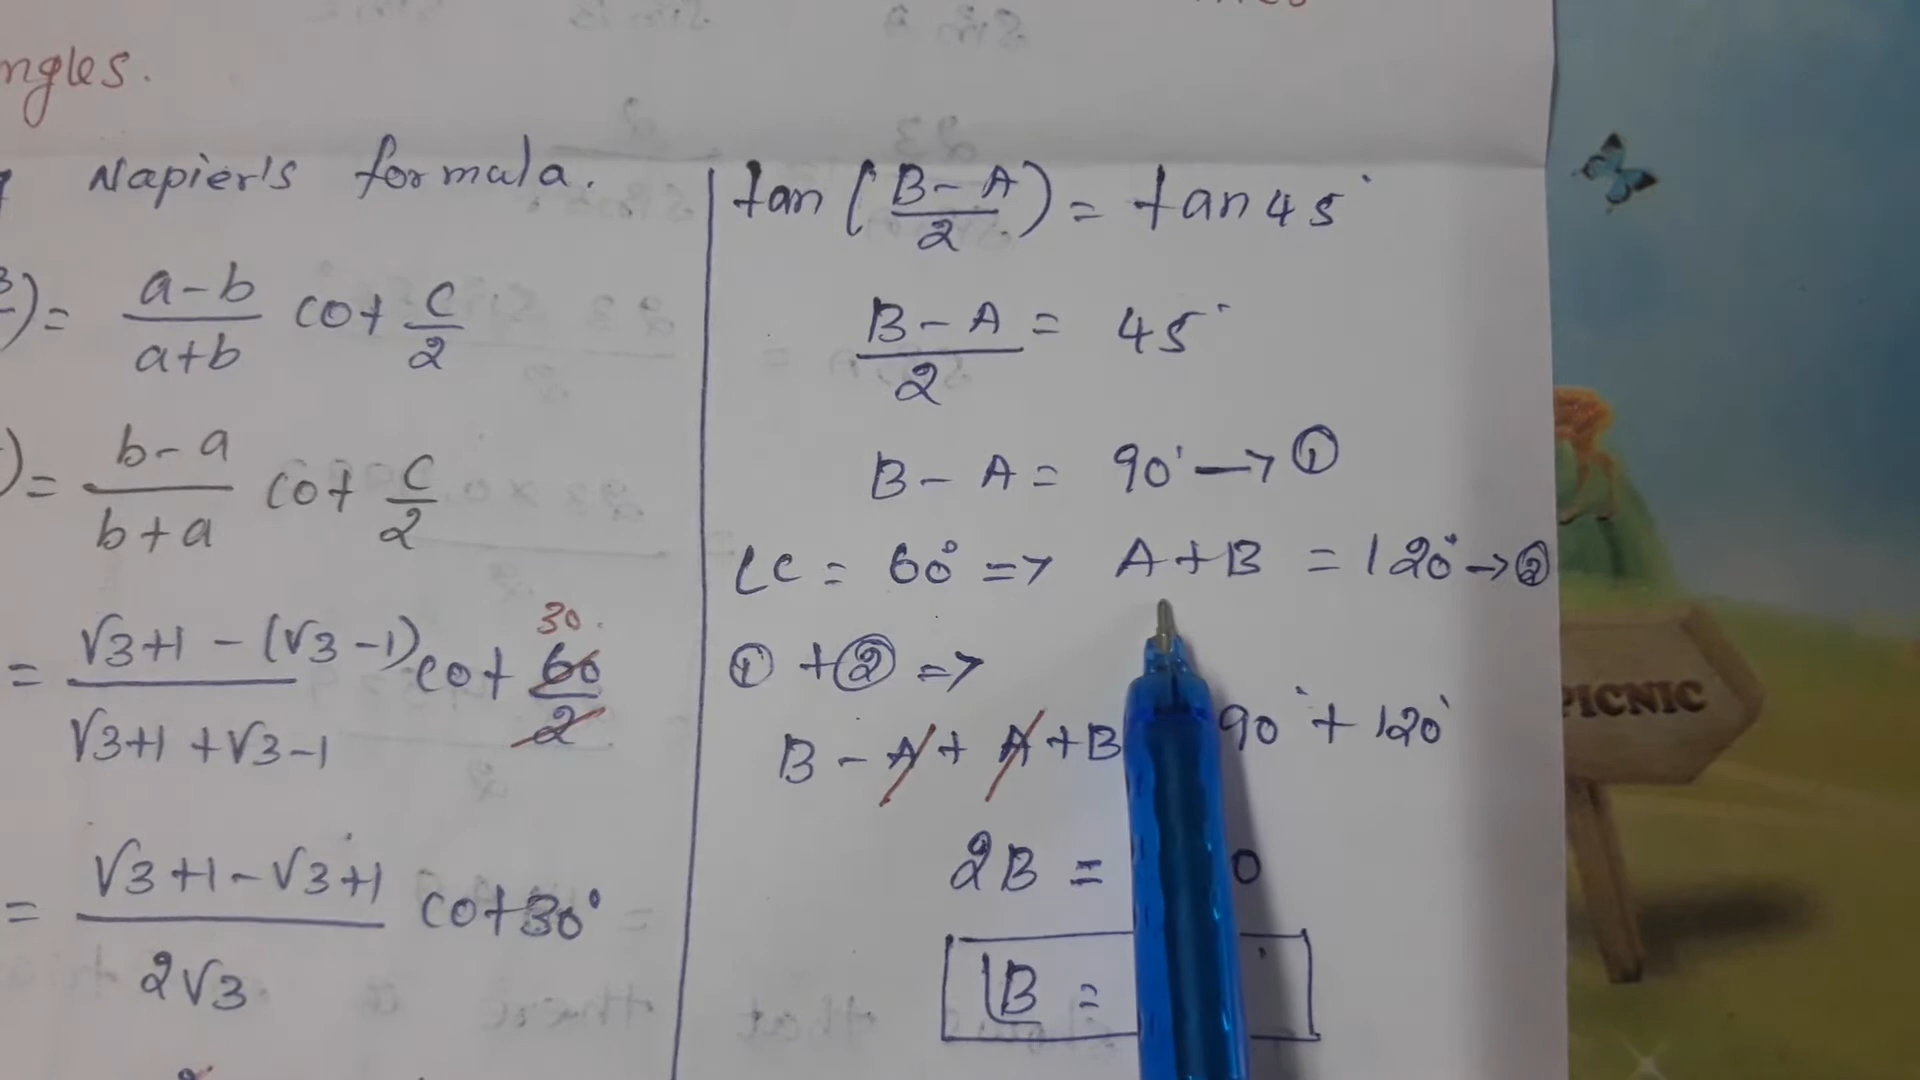 ngles.
Napier's formula.
)= a-b / a+b cot C/2
)= b-a / b+a cot C/2
= √3+1 - (√3-1) / √3+1 + √3-1 cot 60/2 30.
= √3+1-√3+1 / 2√3 cot 30°
tan (B-A / 2) = tan 45°
B-A / 2 = 45°
B - A = 90° → ①
∠C = 60° => A+B = 120° → ②
① + ② =>
B - A + A + B 90° + 120°
2B = 0
∠B =
PICNIC